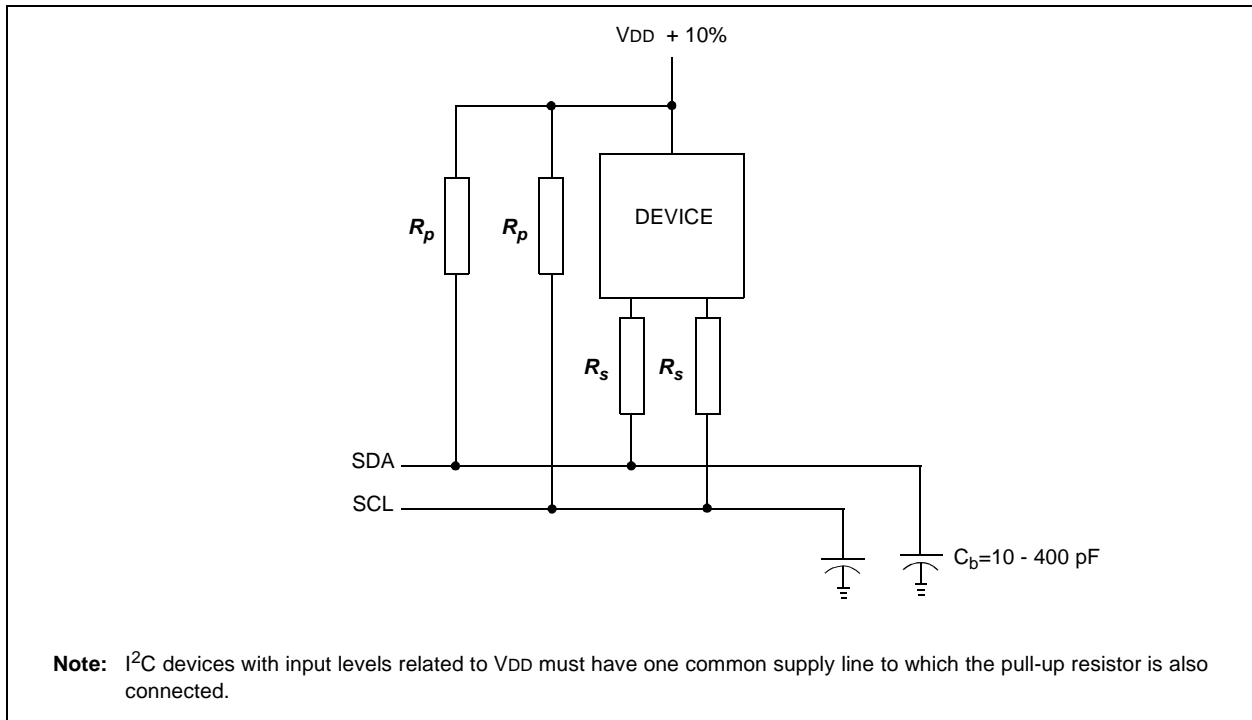 VDD + 10%
DEVICE
Rp
Rp
Rs
Rs
SDA
SCL
Cb=10 - 400 pF
Note: I2C devices with input levels related to VDD must have one common supply line to which the pull-up resistor is also
connected.